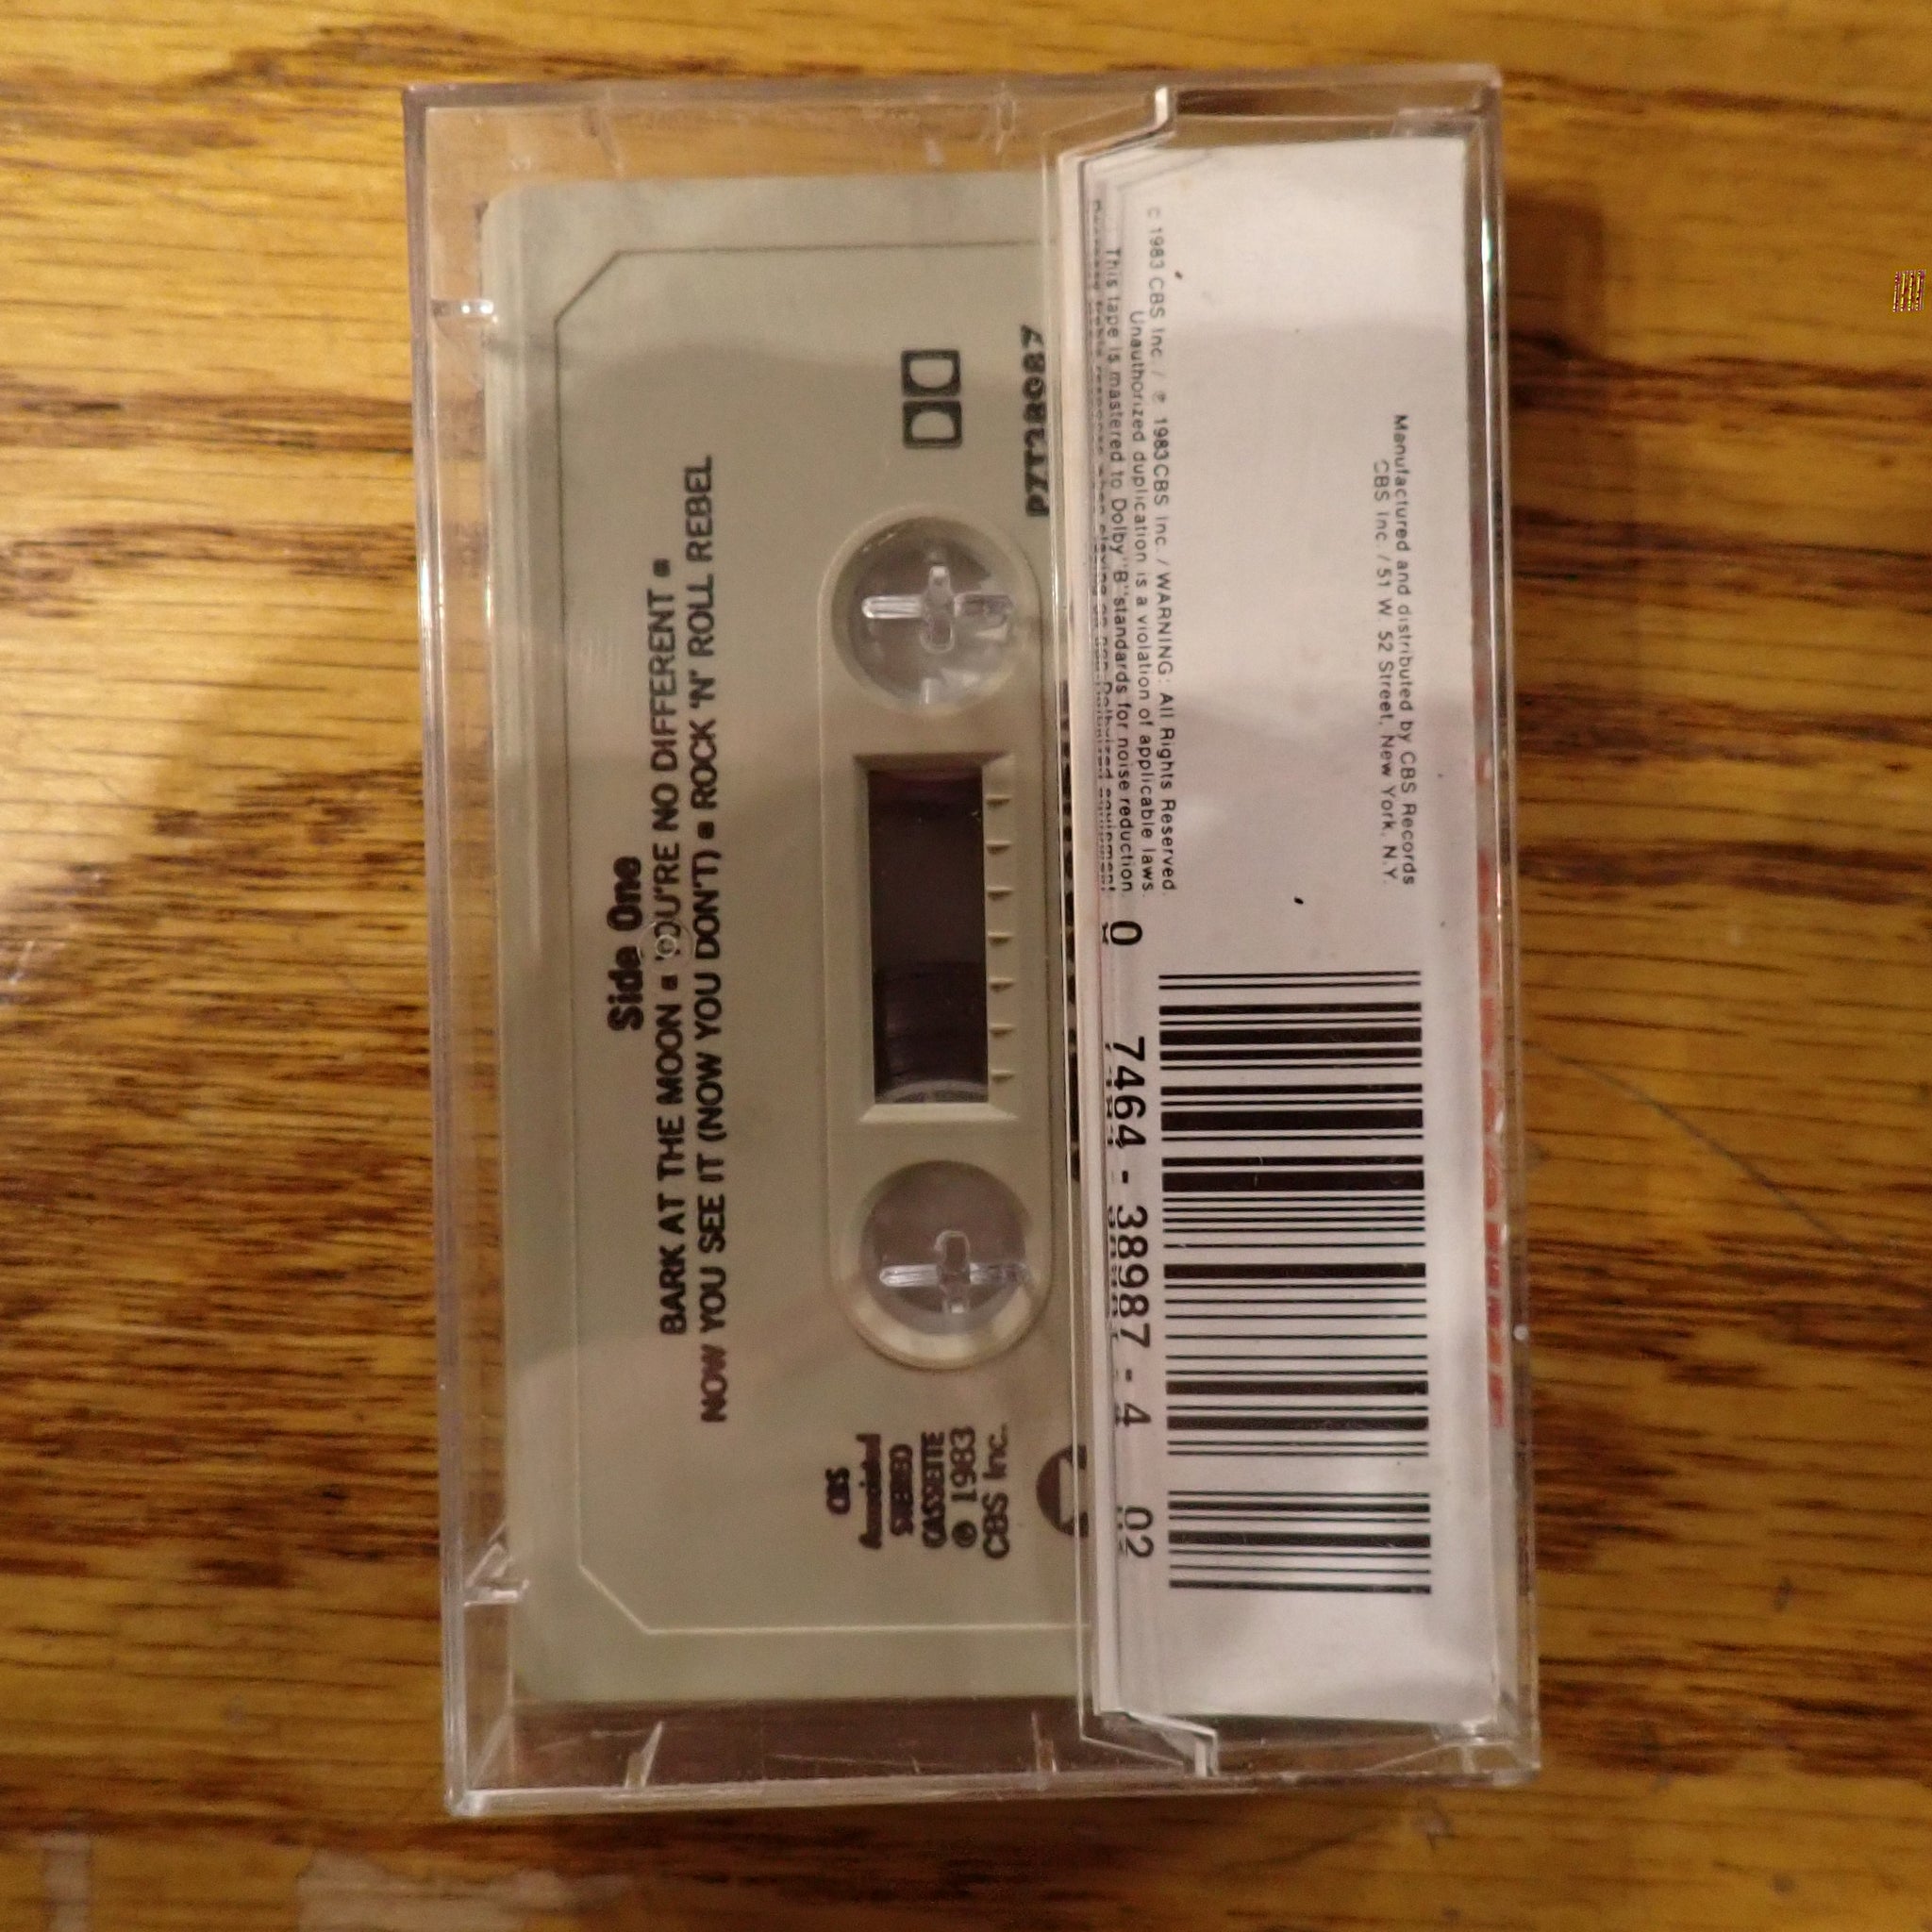 Side One
BARK AT THE MOON ▪ YOU'RE NO DIFFERENT ▪
NOW YOU SEE IT (NOW YOU DON'T) ▪ ROCK 'N' ROLL REBEL
CBS
Associated
STEREO
CASSETTE
© 1983
CBS Inc.
Manufactured and distributed by CBS Records
CBS Inc. / 51 W. 52 Street, New York, N.Y.
© 1983 CBS Inc. / ℗ 1983 CBS Inc. / WARNING: All Rights Reserved.
Unauthorized duplication is a violation of applicable laws.
This tape is mastered to Dolby "B" standards for noise reduction.
0 7464-38987-4 02